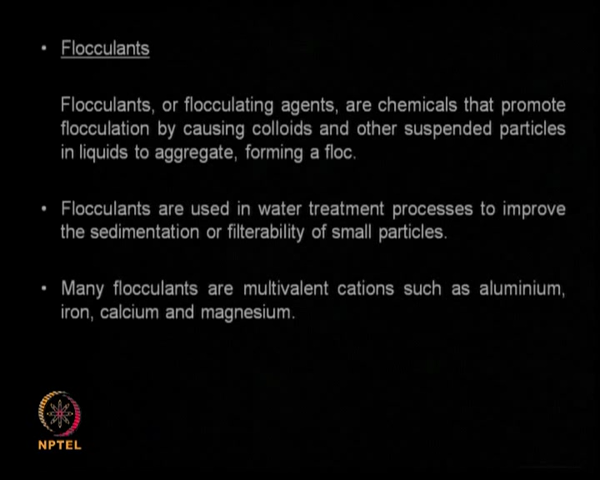 • Flocculants
Flocculants, or flocculating agents, are chemicals that promote
flocculation by causing colloids and other suspended particles
in liquids to aggregate, forming a floc.
• Flocculants are used in water treatment processes to improve
the sedimentation or filterability of small particles.
• Many flocculants are multivalent cations such as aluminium,
iron, calcium and magnesium.
NPTEL